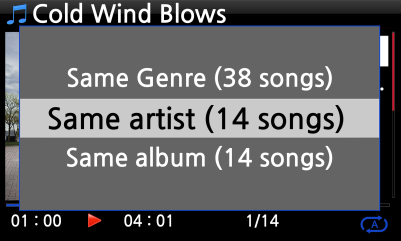 Cold Wind Blows
Same Genre (38 songs)
Same artist (14 songs)
Same album (14 songs)
01 : 00 04 : 01 1/14 A